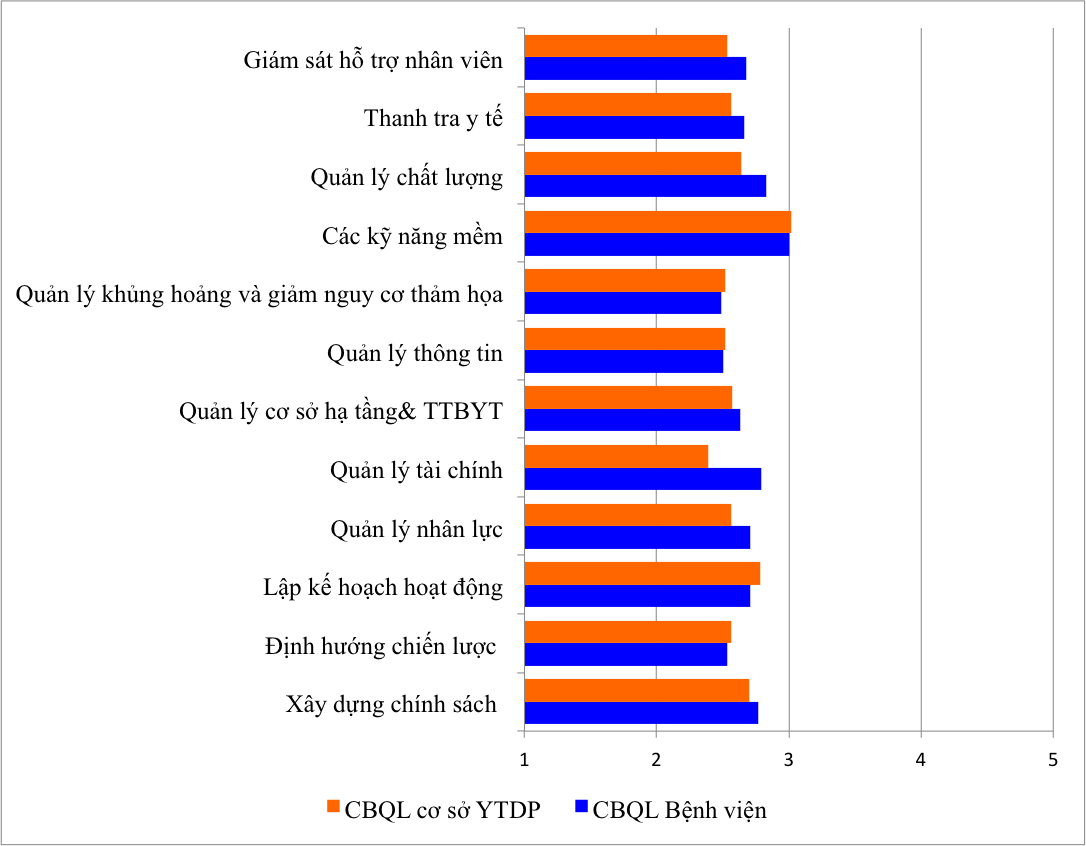 Giám sát hỗ trợ nhân viên
Thanh tra y tế
Quản lý chất lượng
Các kỹ năng mềm
Quản lý khủng hoảng và giảm nguy cơ thảm họa
Quản lý thông tin
Quản lý cơ sở hạ tầng& TTBYT
Quản lý tài chính
Quản lý nhân lực
Lập kế hoạch hoạt động
Định hướng chiến lược
Xây dựng chính sách
1 2 3 4 5
CBQL cơ sở YTDP CBQL Bệnh viện